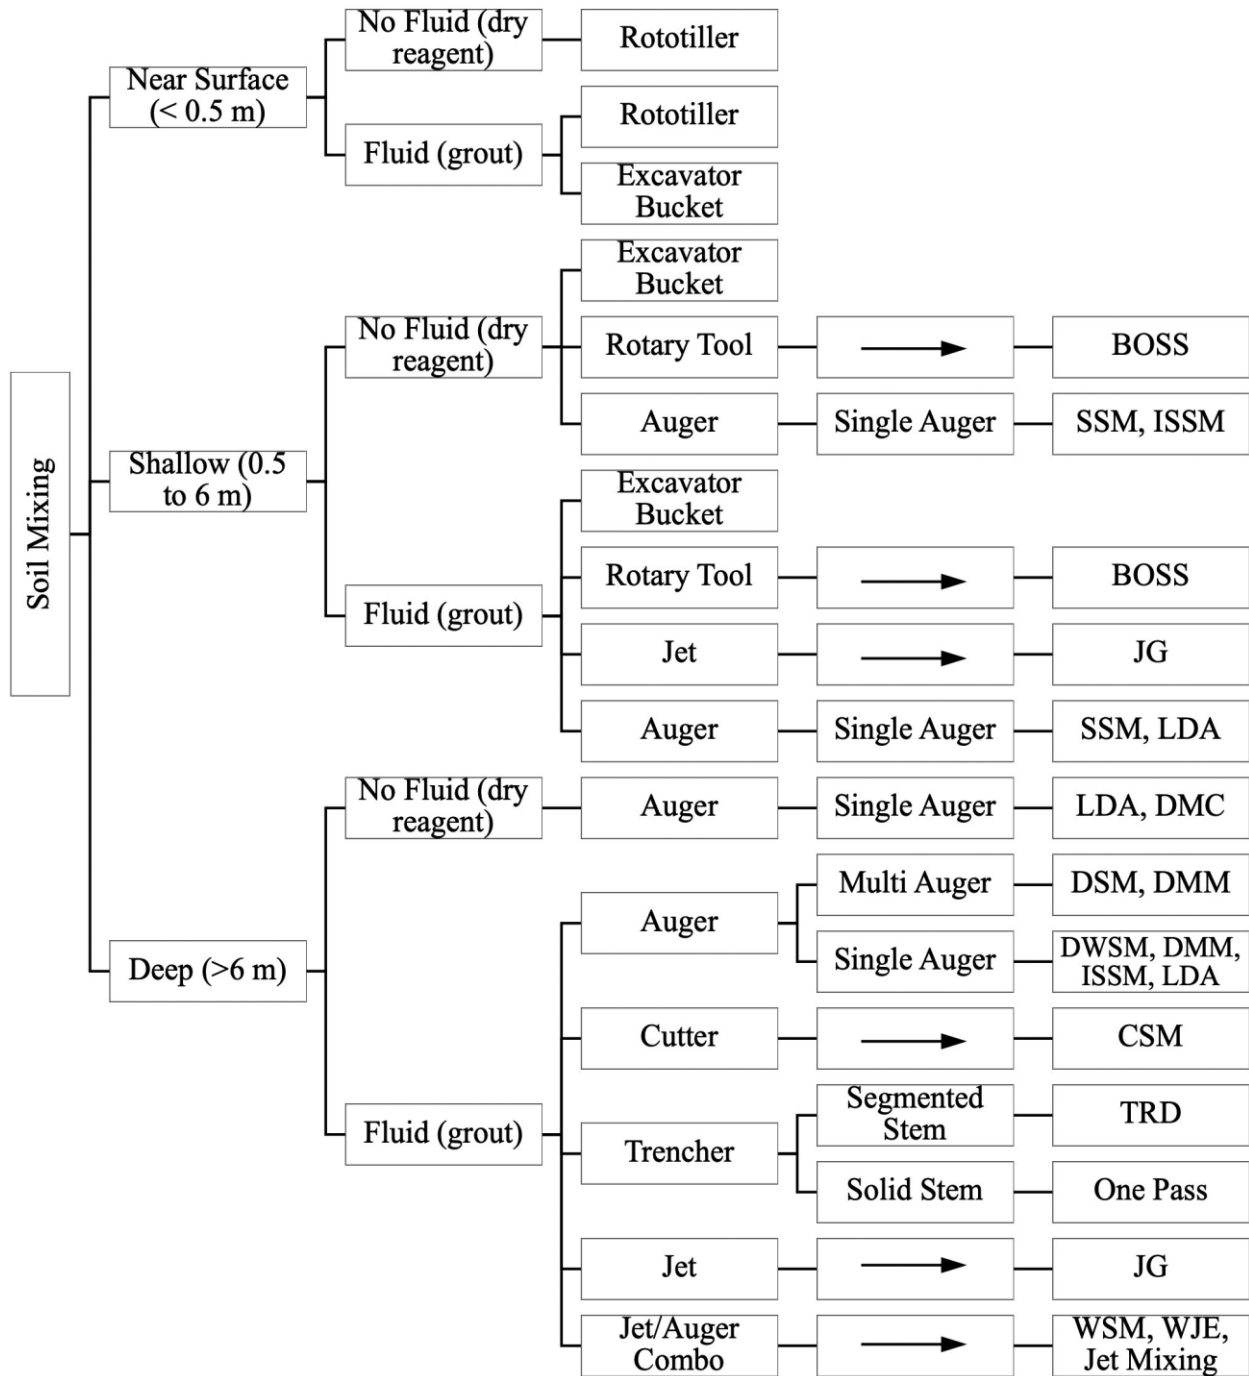 Soil Mixing
Near Surface
(< 0.5 m)
No Fluid (dry
reagent)
Rototiller
Fluid (grout)
Rototiller
Excavator
Bucket
Shallow (0.5
to 6 m)
No Fluid (dry
reagent)
Excavator
Bucket
Rotary Tool
BOSS
Auger
Single Auger
SSM, ISSM
Fluid (grout)
Excavator
Bucket
Rotary Tool
BOSS
Jet
JG
Auger
Single Auger
SSM, LDA
Deep (>6 m)
No Fluid (dry
reagent)
Auger
Single Auger
LDA, DMC
Fluid (grout)
Auger
Multi Auger
DSM, DMM
Single Auger
DWSM, DMM,
ISSM, LDA
Cutter
CSM
Trencher
Segmented
Stem
TRD
Solid Stem
One Pass
Jet
JG
Jet/Auger
Combo
WSM, WJE,
Jet Mixing